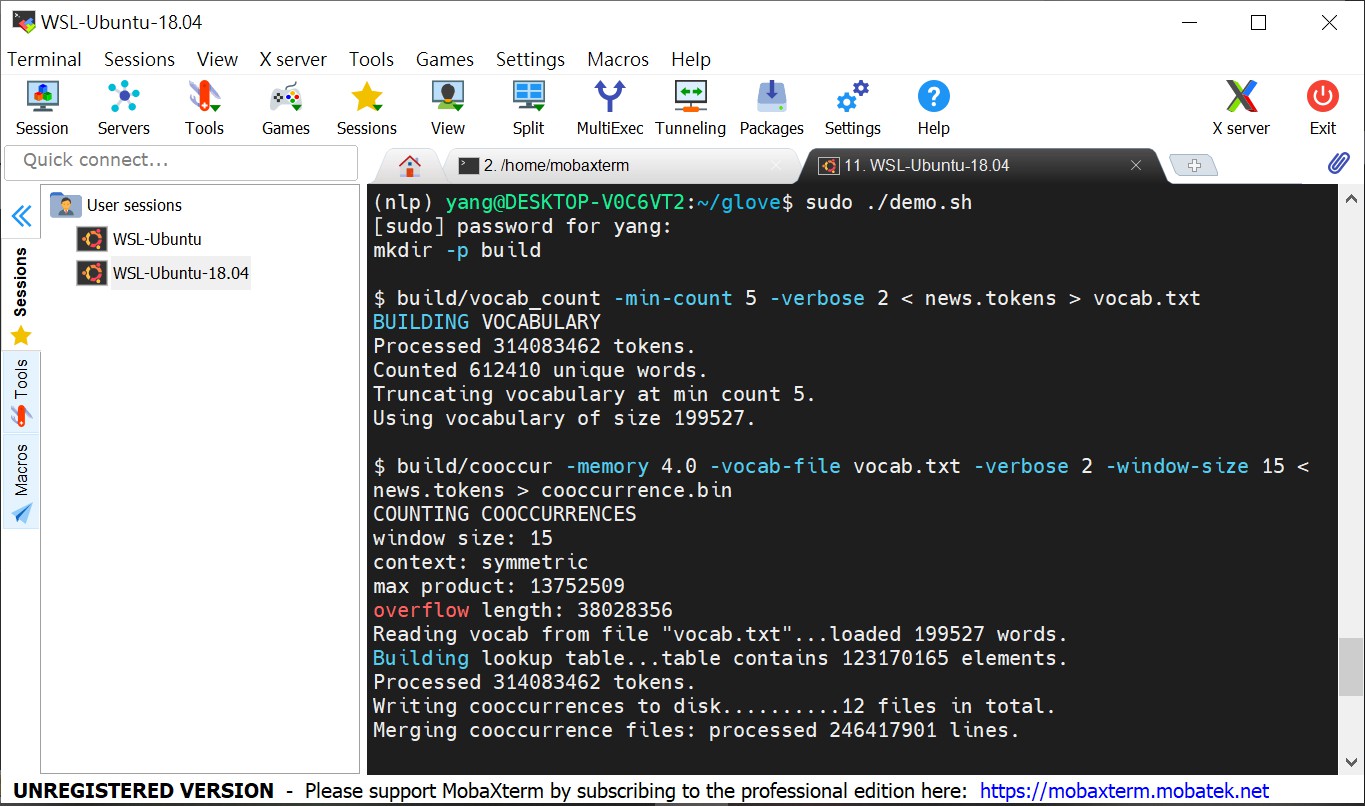 WSL-Ubuntu-18.04
Terminal Sessions View X server Tools Games Settings Macros Help
Session Servers Tools Games Sessions View Split MultiExec Tunneling Packages Settings Help X server Exit
Quick connect...
2. /home/mobaxterm
11. WSL-Ubuntu-18.04
User sessions
WSL-Ubuntu
WSL-Ubuntu-18.04
Sessions
Tools
Macros
(nlp) yang@DESKTOP-V0C6VT2:~/glove$ sudo ./demo.sh
[sudo] password for yang:
mkdir -p build
$ build/vocab_count -min-count 5 -verbose 2 < news.tokens > vocab.txt
BUILDING VOCABULARY
Processed 314083462 tokens.
Counted 612410 unique words.
Truncating vocabulary at min count 5.
Using vocabulary of size 199527.
$ build/cooccur -memory 4.0 -vocab-file vocab.txt -verbose 2 -window-size 15 <
news.tokens > cooccurrence.bin
COUNTING COOCCURRENCES
window size: 15
context: symmetric
max product: 13752509
overflow length: 38028356
Reading vocab from file "vocab.txt"...loaded 199527 words.
Building lookup table...table contains 123170165 elements.
Processed 314083462 tokens.
Writing cooccurrences to disk..........12 files in total.
Merging cooccurrence files: processed 246417901 lines.
UNREGISTERED VERSION - Please support MobaXterm by subscribing to the professional edition here: https://mobaxterm.mobatek.net